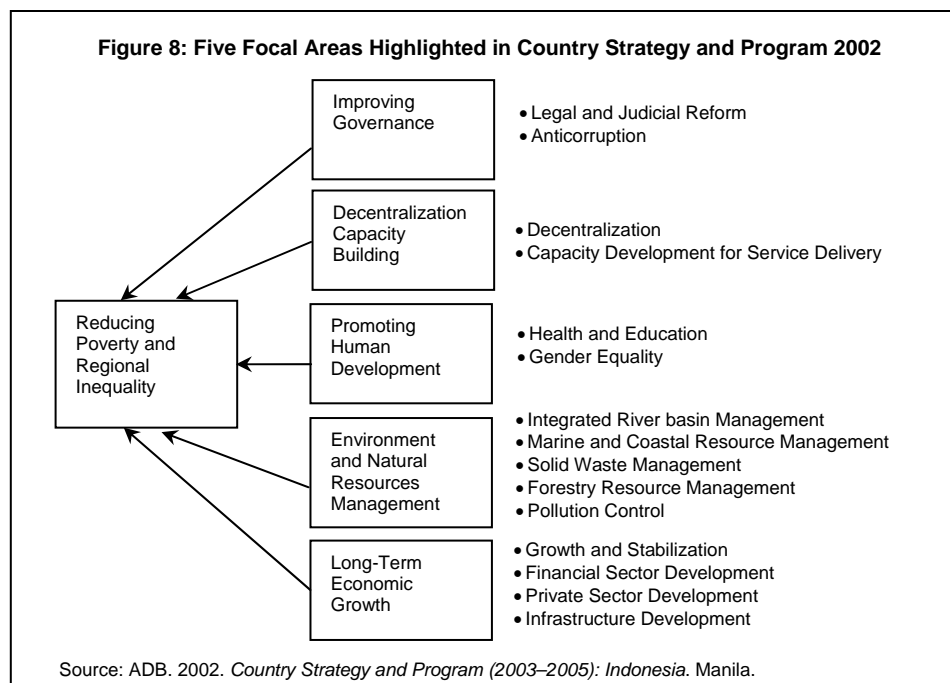 Figure 8: Five Focal Areas Highlighted in Country Strategy and Program 2002
Improving
Governance
• Legal and Judicial Reform
• Anticorruption
Decentralization
Capacity
Building
• Decentralization
• Capacity Development for Service Delivery
Reducing
Poverty and
Regional
Inequality
Promoting
Human
Development
• Health and Education
• Gender Equality
Environment
and Natural
Resources
Management
• Integrated River basin Management
• Marine and Coastal Resource Management
• Solid Waste Management
• Forestry Resource Management
• Pollution Control
Long-Term
Economic
Growth
• Growth and Stabilization
• Financial Sector Development
• Private Sector Development
• Infrastructure Development
Source: ADB. 2002. Country Strategy and Program (2003–2005): Indonesia. Manila.